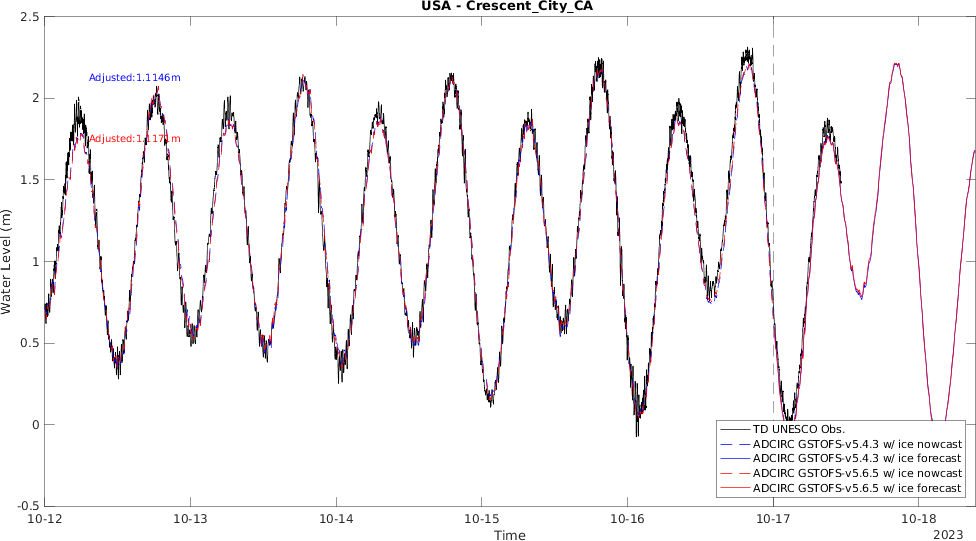 USA - Crescent_City_CA
2.5
2
1.5
1
0.5
0
-0.5
Water Level (m)
Adjusted:1.1146m
Adjusted:1.1171m
TD UNESCO Obs.
ADCIRC GSTOFS-v5.4.3 w/ ice nowcast
ADCIRC GSTOFS-v5.4.3 w/ ice forecast
ADCIRC GSTOFS-v5.6.5 w/ ice nowcast
ADCIRC GSTOFS-v5.6.5 w/ ice forecast
10-12 10-13 10-14 10-15 10-16 10-17 10-18
Time
2023